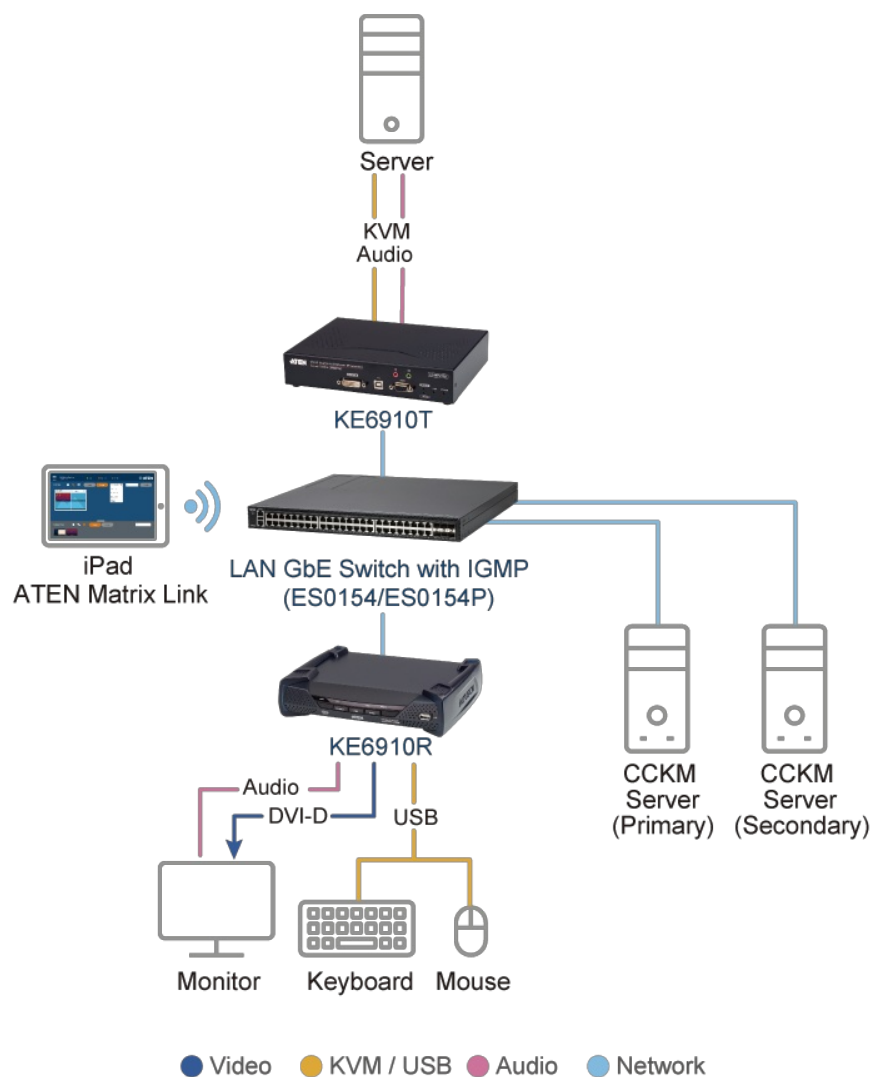 Server
KVM
Audio
ATEN
KE6910T
iPad
ATEN Matrix Link
LAN GbE Switch with IGMP
(ES0154/ES0154P)
KE6910R
Audio
DVI-D
USB
CCKM
Server
(Primary)
CCKM
Server
(Secondary)
Monitor
Keyboard
Mouse
Video
KVM / USB
Audio
Network